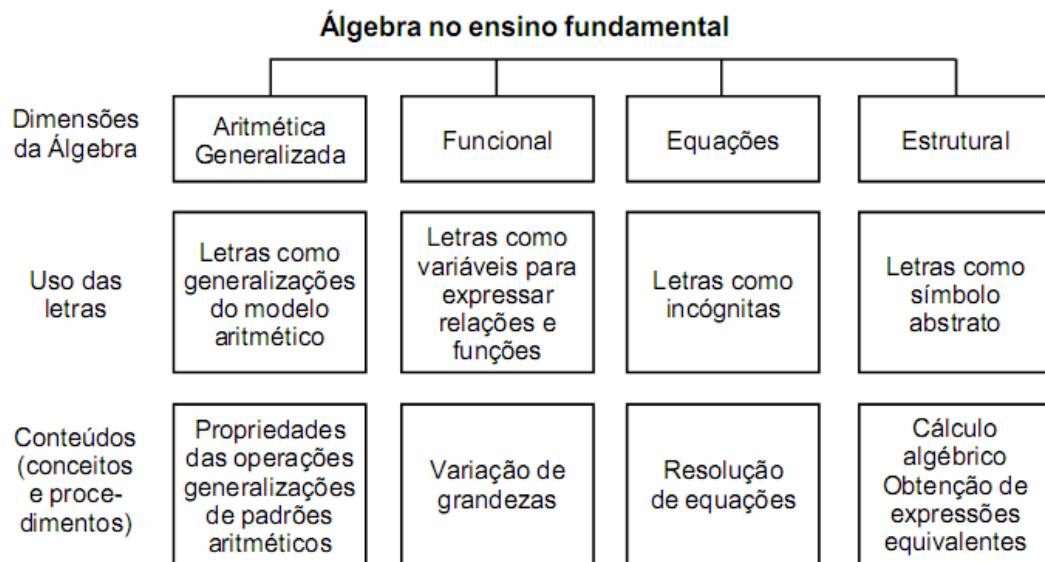 Álgebra no ensino fundamental
Dimensões
da Álgebra
Aritmética
Generalizada
Funcional
Equações
Estrutural
Uso das
letras
Letras como
generalizações
do modelo
aritmético
Letras como
variáveis para
expressar
relações e
funções
Letras como
incógnitas
Letras como
símbolo
abstrato
Conteúdos
(conceitos
e proce-
dimentos)
Propriedades
das operações
generalizações
de padrões
aritméticos
Variação de
grandezas
Resolução
de equações
Cálculo
algébrico
Obtenção de
expressões
equivalentes